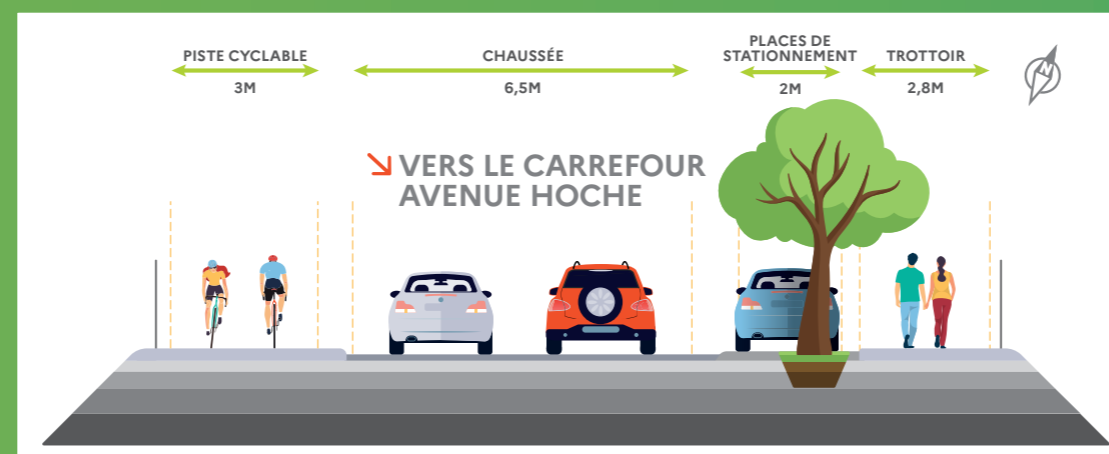 PISTE CYCLABLE
3M
CHAUSSÉE
6,5M
PLACES DE
STATIONNEMENT
2M
TROTTOIR
2,8M
N
VERS LE CARREFOUR
AVENUE HOCHE